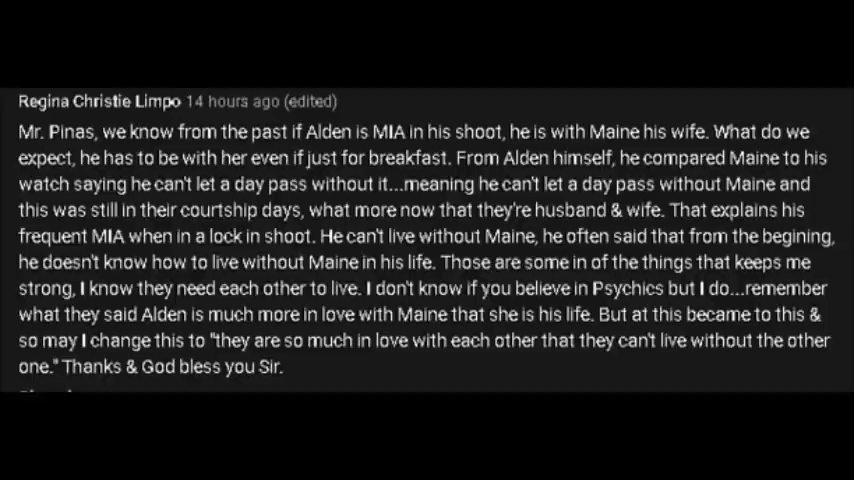 Regina Christie Limpo 14 hours ago (edited)
Mr. Pinas, we know from the past if Alden is MIA in his shoot, he is with Maine his wife. What do we
expect, he has to be with her even if just for breakfast. From Alden himself, he compared Maine to his
watch saying he can't let a day pass without it...meaning he can't let a day pass without Maine and
this was still in their courtship days, what more now that they're husband & wife. That explains his
frequent MIA when in a lock in shoot. He can't live without Maine, he often said that from the begining,
he doesn't know how to live without Maine in his life. Those are some in of the things that keeps me
strong, I know they need each other to live. I don't know if you believe in Psychics but I do...remember
what they said Alden is much more in love with Maine that she is his life. But at this became to this &
so may I change this to "they are so much in love with each other that they can't live without the other
one." Thanks & God bless you Sir.